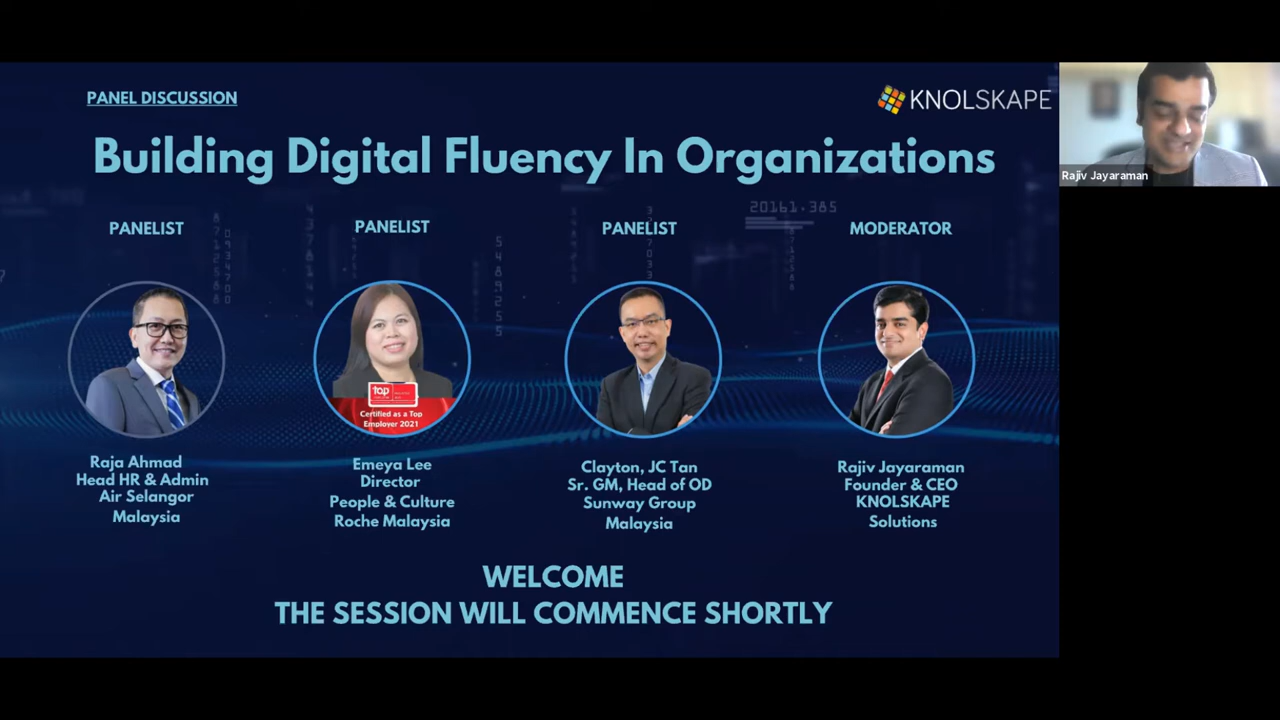 PANEL DISCUSSION
KNOLSKAPE
Building Digital Fluency In Organizations
Rajiv Jayaraman
20161.385
PANELIST
PANELIST
PANELIST
MODERATOR
top
Certified as a Top
Employer 2021
Raja Ahmad
Head HR & Admin
Air Selangor
Malaysia
Emeya Lee
Director
People & Culture
Roche Malaysia
Clayton, JC Tan
Sr. GM, Head of OD
Sunway Group
Malaysia
Rajiv Jayaraman
Founder & CEO
KNOLSKAPE
Solutions
WELCOME
THE SESSION WILL COMMENCE SHORTLY